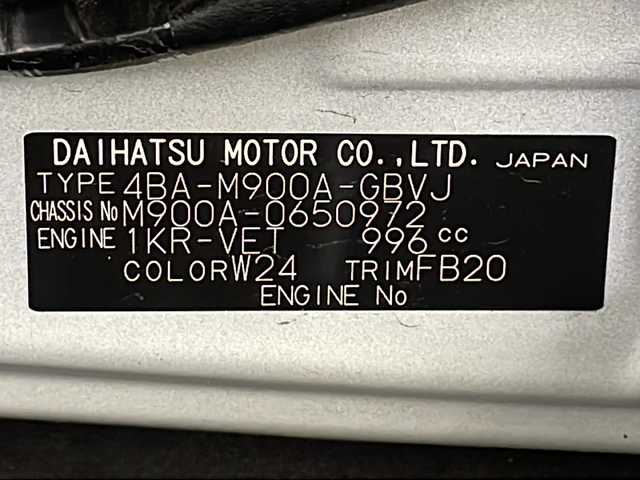 DAIHATSU MOTOR CO.,LTD. JAPAN
TYPE 4BA-M900A-GBVJ
CHASSIS No M900A-0650972
ENGINE 1KR-VET 996 cc
COLOR W24 TRIM FB20
ENGINE No